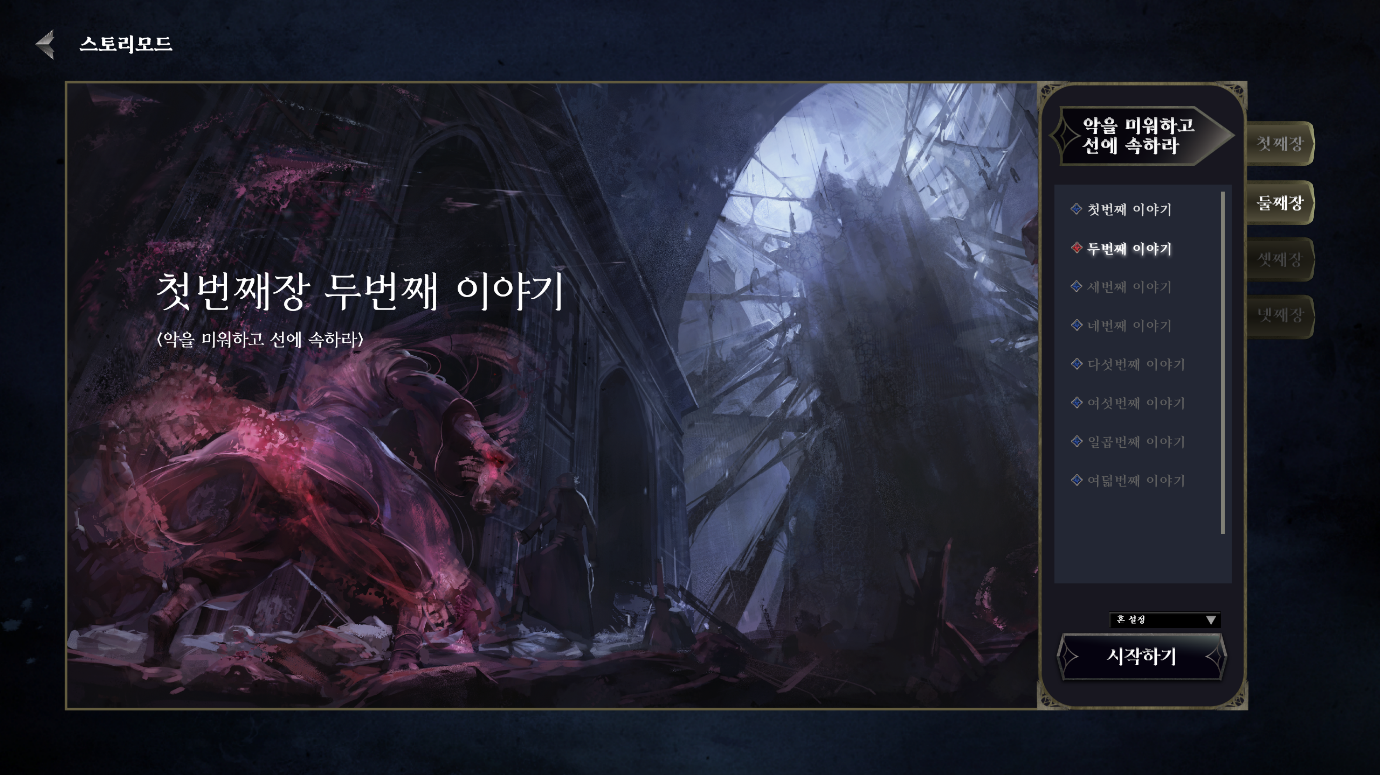 스토리모드
첫번째장 두번째 이야기
<악을 미워하고 선에 속하라>
악을 미워하고
선에 속하라
첫번째 이야기
두번째 이야기
세번째 이야기
네번째 이야기
다섯번째 이야기
여섯번째 이야기
일곱번째 이야기
여덟번째 이야기
혼 설정
시작하기
첫째장
둘째장
셋째장
넷째장